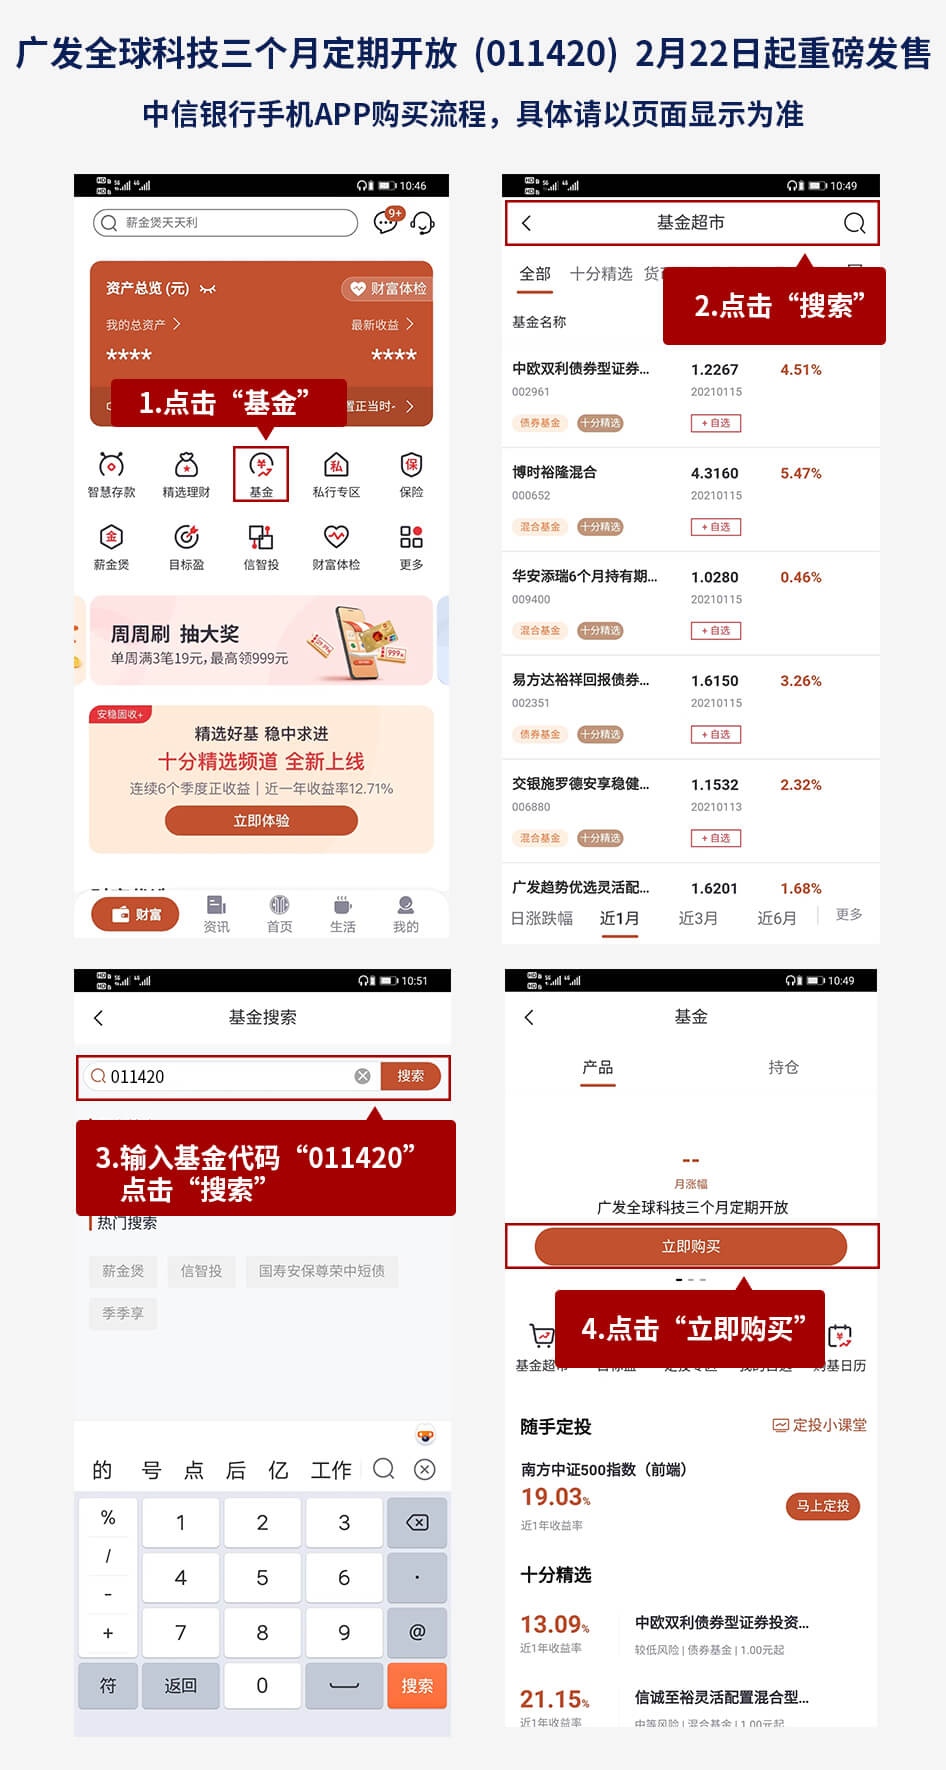 广发全球科技三个月定期开放 (011420) 2月22日起重磅发售
中信银行手机APP购买流程，具体请以页面显示为准
10:46
薪金煲天天利
9+
资产总览 (元)
财富体检
我的总资产
最新收益
****
****
置正当时-
1.点击“基金”
智慧存款
精选理财
基金
私行专区
保险
薪金煲
目标盈
信智投
财富体检
更多
周周刷 抽大奖
单周满3笔19元,最高领999元
安稳固收+
精选好基 稳中求进
十分精选频道 全新上线
连续6个季度正收益 | 近一年收益率12.71%
立即体验
财富
资讯
首页
生活
我的
10:49
基金超市
全部
十分精选
2.点击“搜索”
基金名称
中欧双利债券型证券...
1.2267
4.51%
002961
20210115
债券基金
十分精选
+自选
博时裕隆混合
4.3160
5.47%
000652
20210115
混合基金
十分精选
+自选
华安添瑞6个月持有期...
1.0280
0.46%
009400
20210115
混合基金
十分精选
+自选
易方达裕祥回报债券...
1.6150
3.26%
002351
20210115
债券基金
十分精选
+自选
交银施罗德安享稳健...
1.1532
2.32%
006880
20210113
混合基金
十分精选
+自选
广发趋势优选灵活配...
1.6201
1.68%
日涨跌幅
近1月
近3月
近6月
更多
10:51
基金搜索
011420
搜索
3.输入基金代码“011420”
点击“搜索”
热门搜索
薪金煲
信智投
国寿安保尊荣中短债
季季享
的 号 点 后 亿 工作
% 1 2 3
/ 4 5 6 .
- 7 8 9 @
+
符 返回 0 搜索
10:49
基金
产品
持仓
--
月涨幅
广发全球科技三个月定期开放
立即购买
4.点击“立即购买”
基金超市
购基日历
随手定投
定投小课堂
南方中证500指数（前端）
19.03%
近1年收益率
马上定投
十分精选
13.09%
中欧双利债券型证券投资...
近1年收益率
较低风险 | 债券基金 | 1.00元起
21.15%
信诚至裕灵活配置混合型...
近1年收益率
中等风险 | 混合基金 | 1.00元起